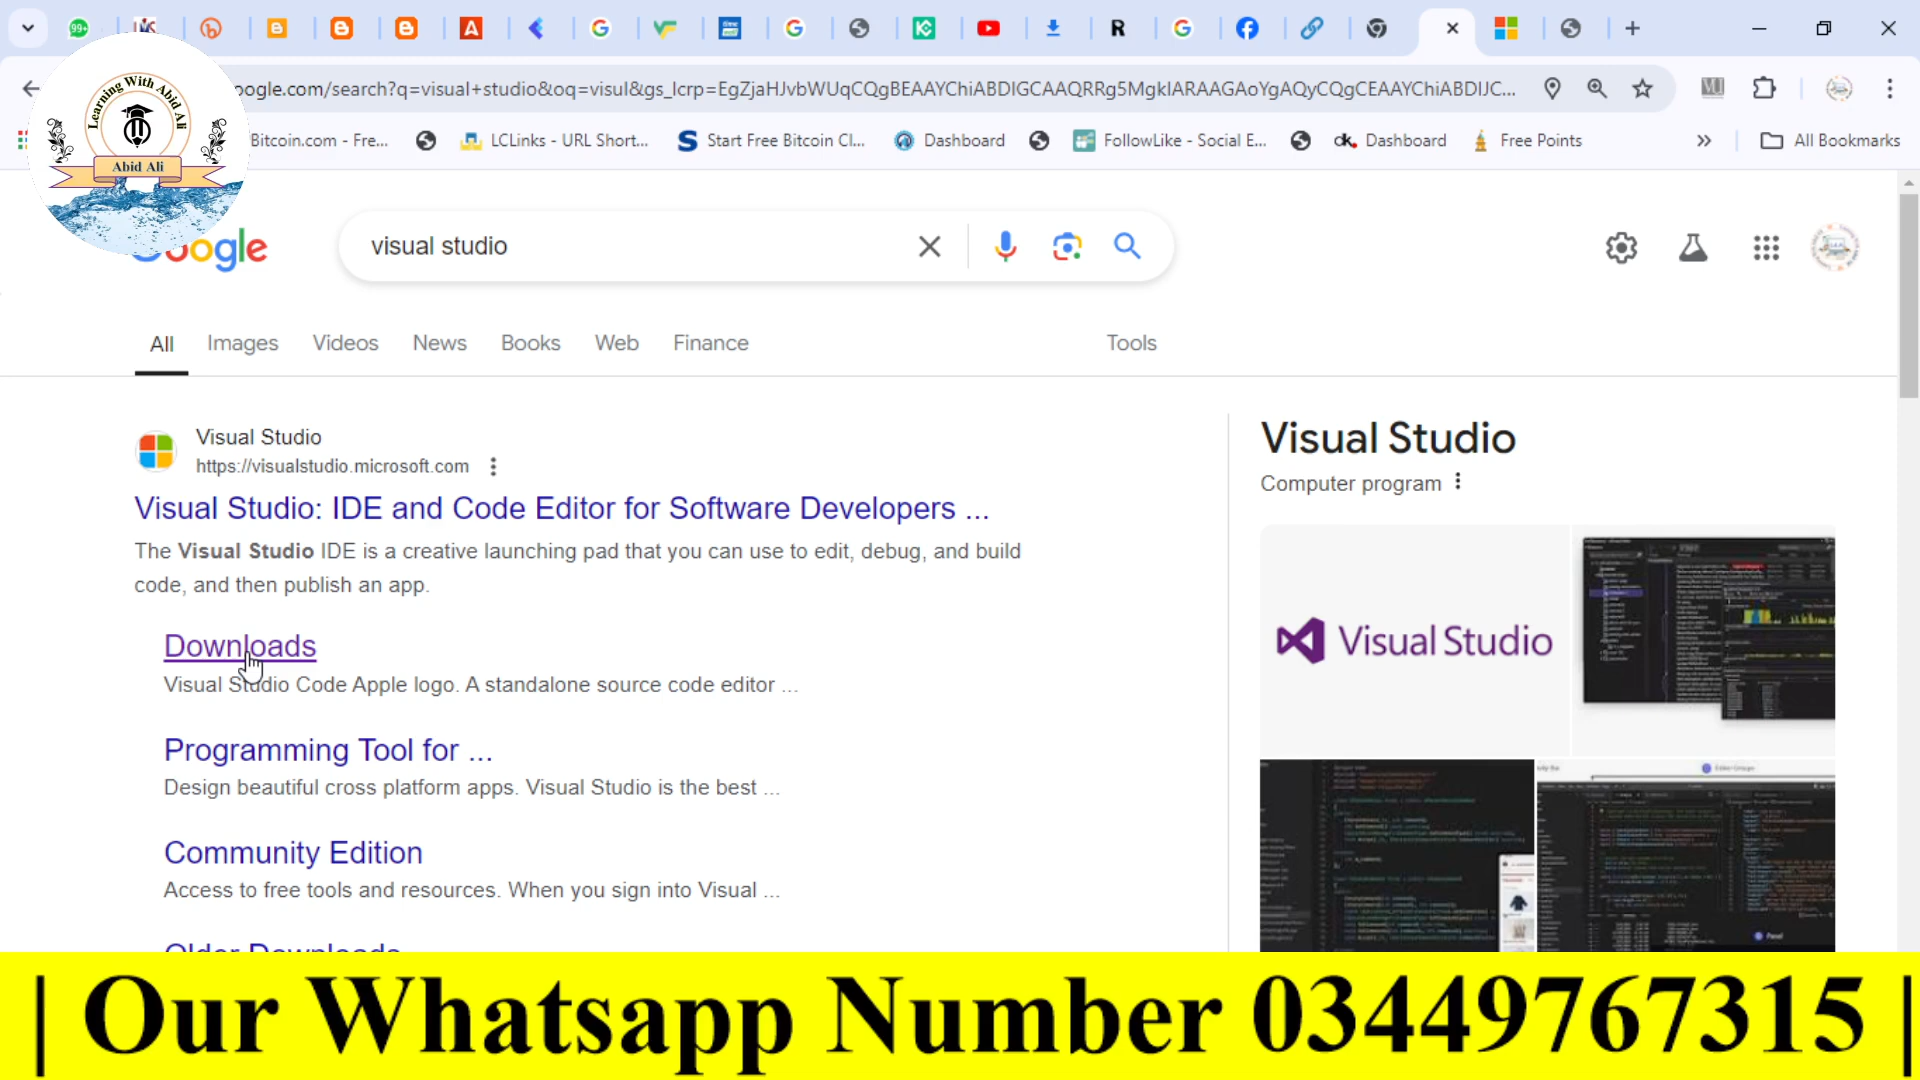 99+
oogle.com/search?q=visual+studio&oq=visul&gs_lcrp=EgZjaHJvbWUqCQgBEAAYChiABDIGCAAQRRg5MgkIARAAGAoYgAQyCQgCEAAYChiABDIJC...
Learning With Abid Ali
Abid Ali
Bitcoin.com - Fre...
LCLinks - URL Short...
Start Free Bitcoin Cl...
Dashboard
FollowLike - Social E...
Dashboard
Free Points
All Bookmarks
Google
visual studio
All
Images
Videos
News
Books
Web
Finance
Tools
Visual Studio
https://visualstudio.microsoft.com
Visual Studio: IDE and Code Editor for Software Developers ...
The Visual Studio IDE is a creative launching pad that you can use to edit, debug, and build
code, and then publish an app.
Downloads
Visual Studio Code Apple logo. A standalone source code editor ...
Programming Tool for ...
Design beautiful cross platform apps. Visual Studio is the best ...
Community Edition
Access to free tools and resources. When you sign into Visual ...
Older Downloads
Visual Studio
Computer program
Visual Studio
| Our Whatsapp Number 03449767315 |